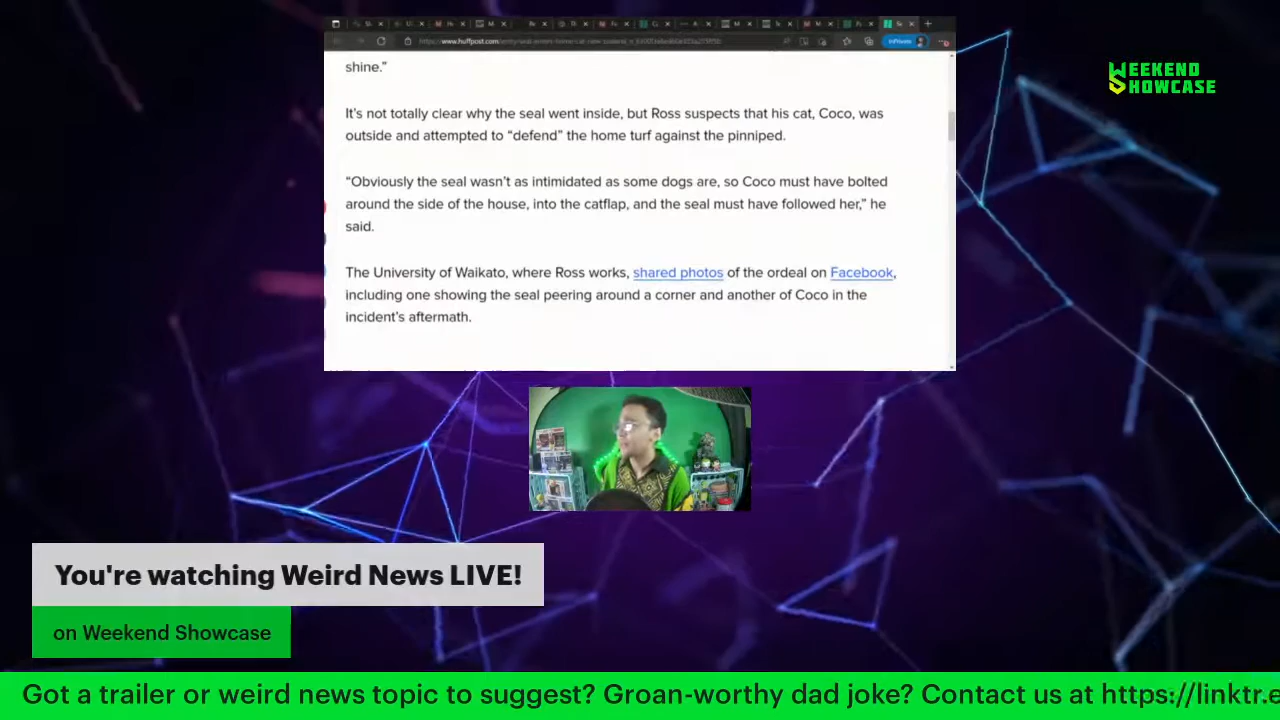 https://www.huffpost.com
InPrivate
WEEKEND
SHOWCASE
shine.”
It’s not totally clear why the seal went inside, but Ross suspects that his cat, Coco, was
outside and attempted to “defend” the home turf against the pinniped.
“Obviously the seal wasn’t as intimidated as some dogs are, so Coco must have bolted
around the side of the house, into the catflap, and the seal must have followed her,” he
said.
The University of Waikato, where Ross works, shared photos of the ordeal on Facebook,
including one showing the seal peering around a corner and another of Coco in the
incident’s aftermath.
You're watching Weird News LIVE!
on Weekend Showcase
Got a trailer or weird news topic to suggest? Groan-worthy dad joke? Contact us at https://linktr.e